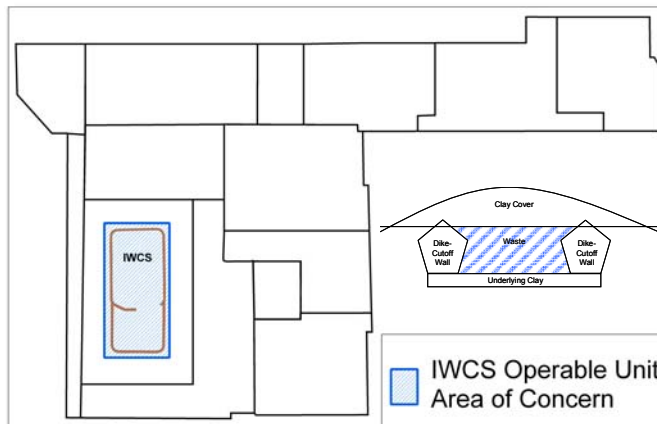 IWCS
Clay Cover
Waste
Dike-
Cutoff
Wall
Dike-
Cutoff
Wall
Underlying Clay
IWCS Operable Unit
Area of Concern